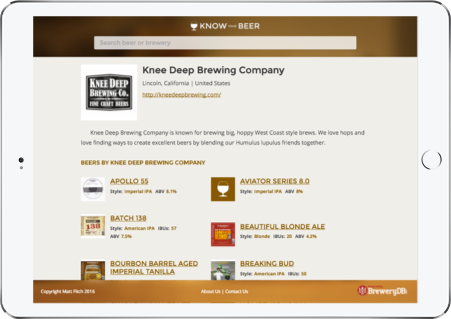 KNOW YOUR BEER
Search beer or brewery
Knee Deep Brewing Company
Lincoln, California | United States
http://kneedeepbrewing.com/
KNEE DEEP
BREWING CO.
FINE CRAFT BEERS
Knee Deep Brewing Company is known for brewing big, hoppy West Coast style brews. We love hops and
love finding ways to create excellent beers by blending our Humulus lupulus friends together.
BEERS BY KNEE DEEP BREWING COMPANY
APOLLO 55
Style: Imperial IPA ABV 8.1%
AVIATOR SERIES 8.0
Style: Imperial IPA ABV 8%
BATCH 138
Style: American IPA IBUs: 57
ABV 7.5%
138
BEAUTIFUL BLONDE ALE
Style: Blonde IBUs: 20 ABV 4.2%
BOURBON BARREL AGED
IMPERIAL TANILLA
BREAKING BUD
Style: American IPA IBUs: 50
Copyright Matt Pitch 2015.
About Us | Contact Us
BreweryDB